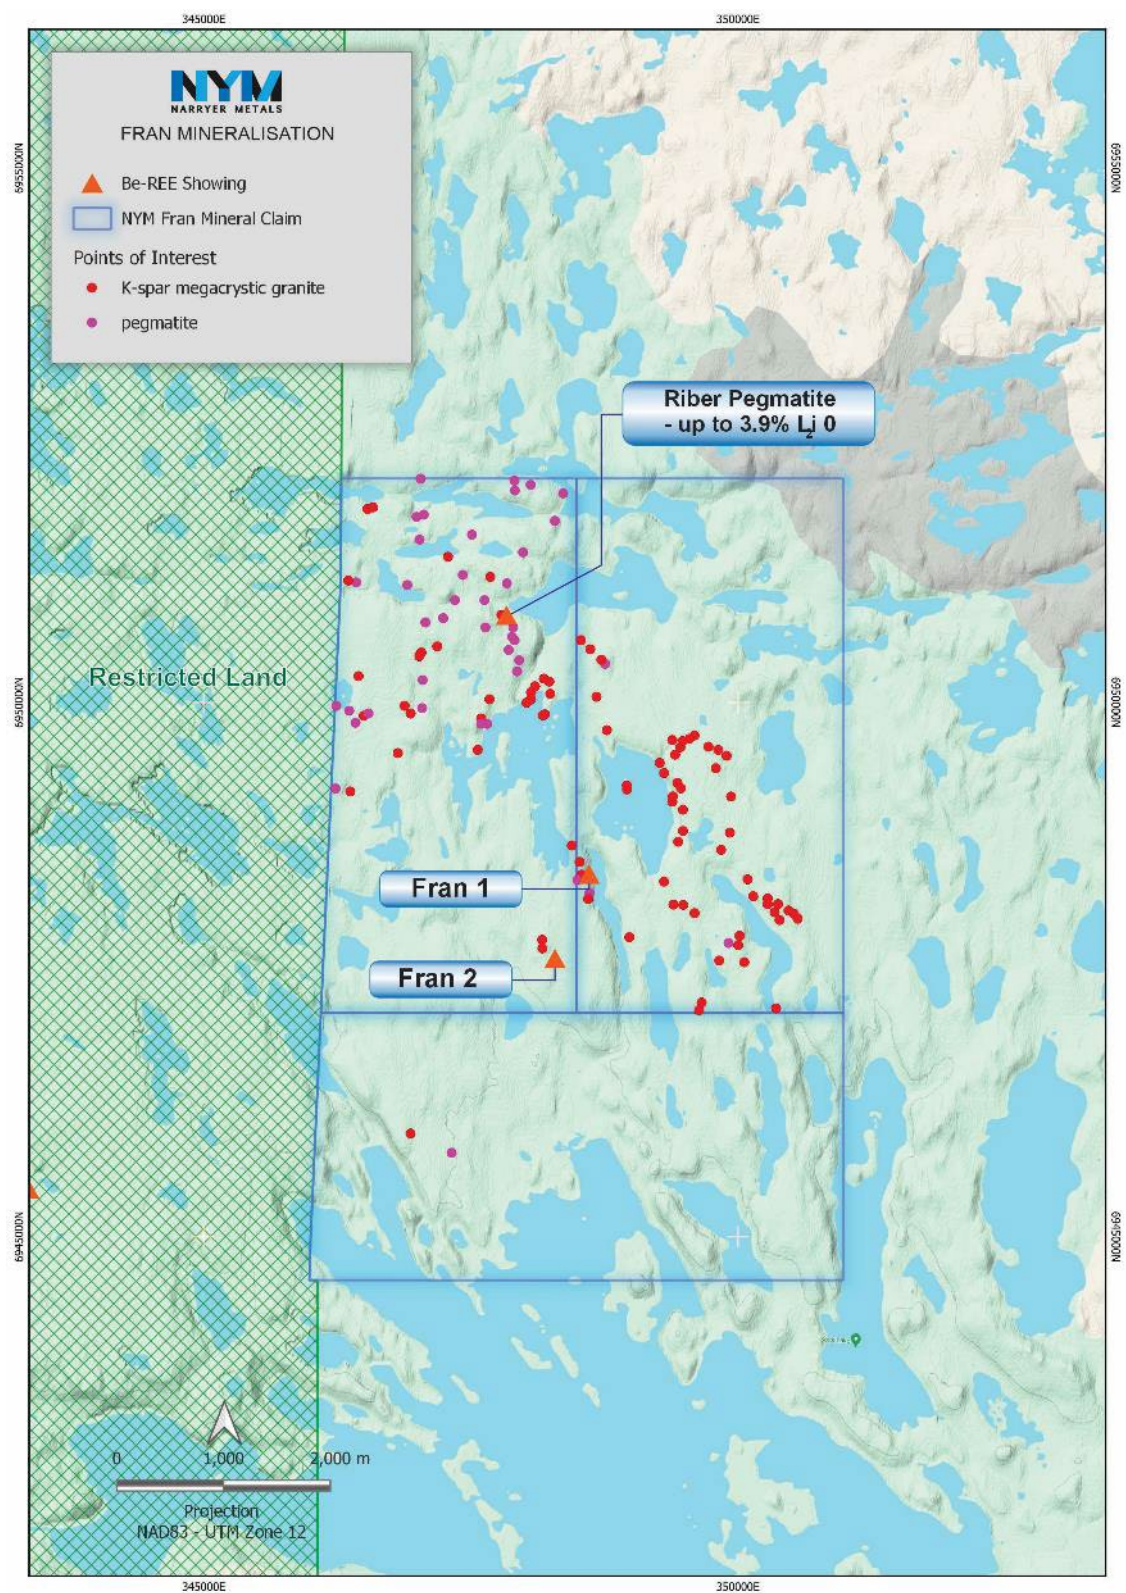 345000E
350000E
NYM
NARRYER METALS
FRAN MINERALISATION
Be-REE Showing
NYM Fran Mineral Claim
Points of Interest
K-spar megacrystic granite
pegmatite
6955000N
6955000N
Riber Pegmatite
- up to 3.9% L2i 0
Restricted Land
6950000N
6950000N
Fran 1
Fran 2
6945000N
6945000N
0 1,000 2,000 m
Projection
NAD83 - UTM Zone 12
345000E
350000E